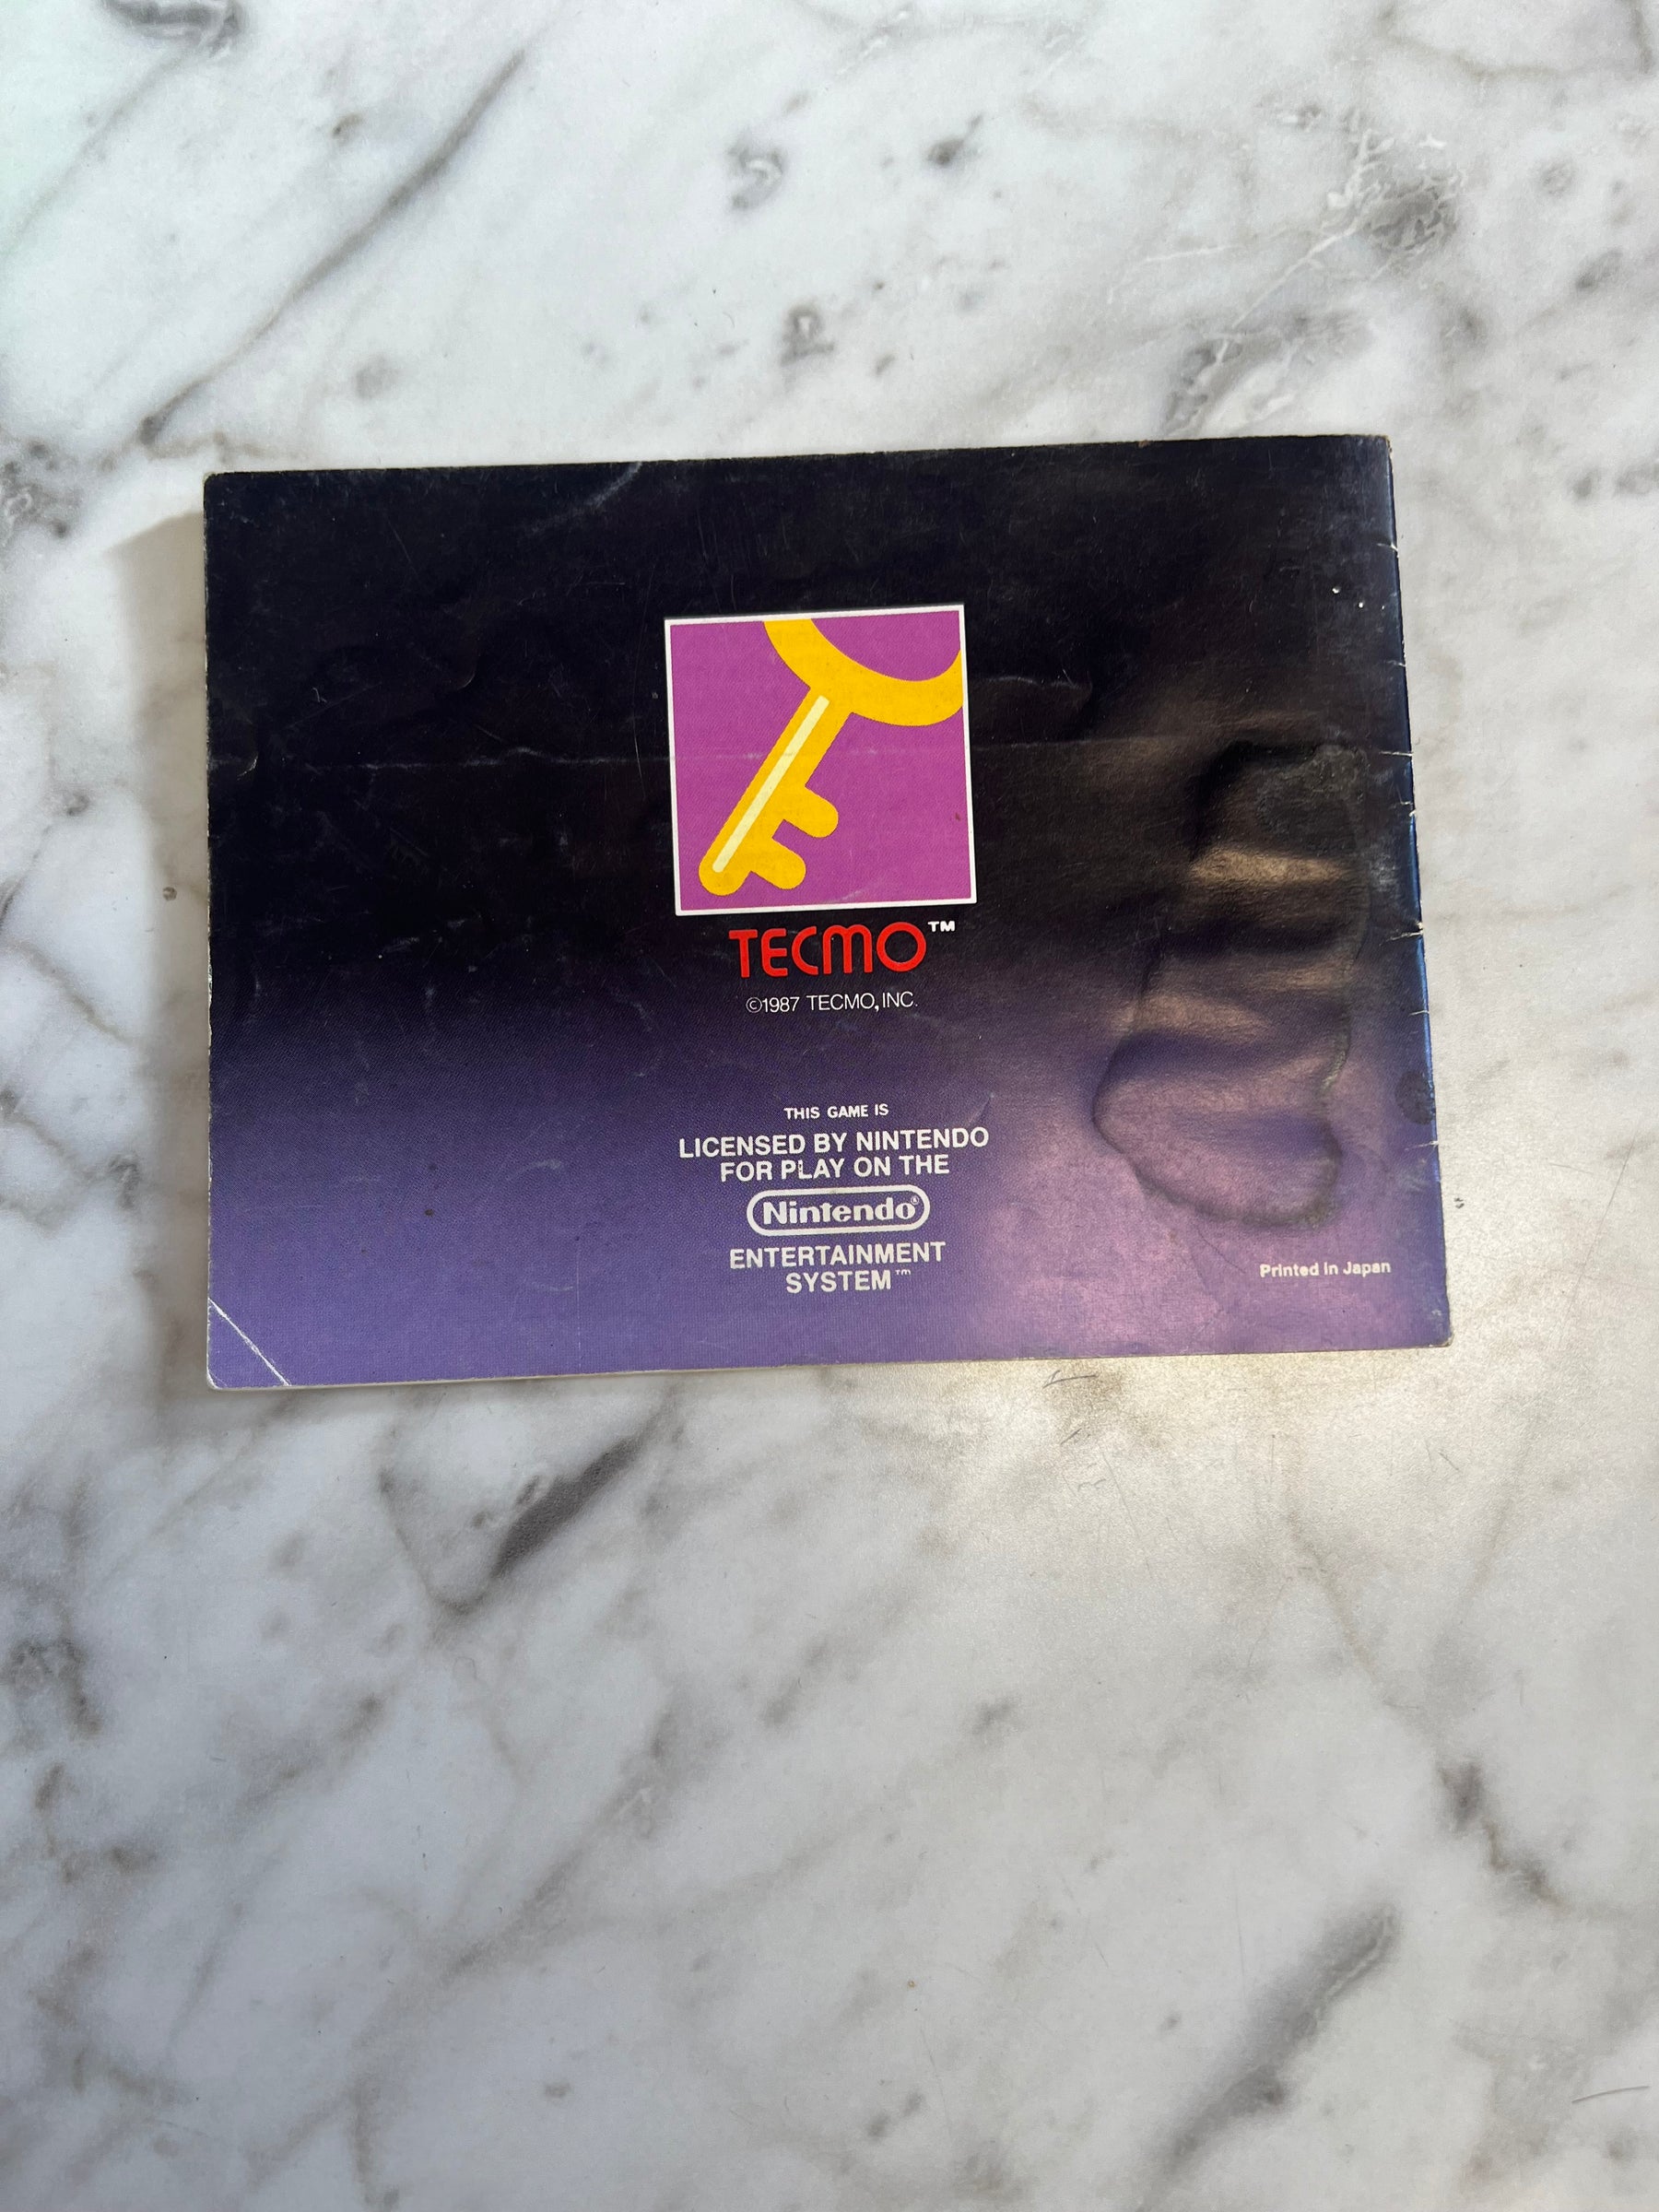 TECMO™
©1987 TECMO, INC.
THIS GAME IS
LICENSED BY NINTENDO
FOR PLAY ON THE
Nintendo®
ENTERTAINMENT
SYSTEM™
Printed in Japan